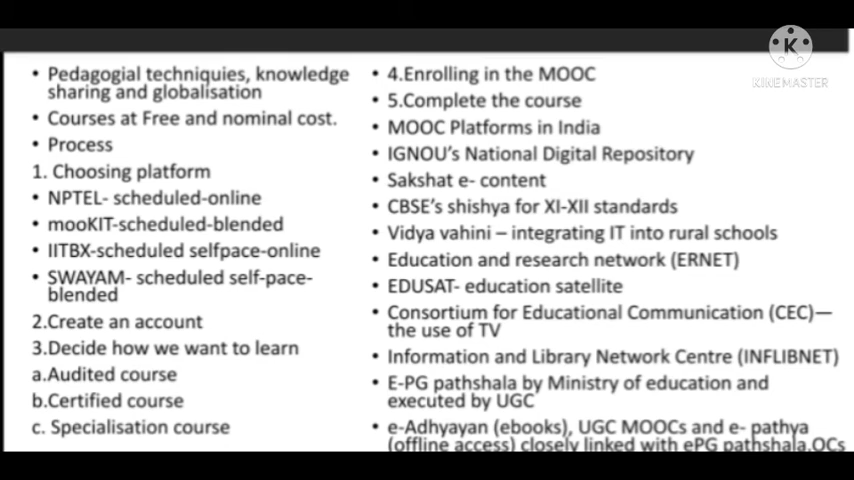 • Pedagogial techniquies, knowledge
sharing and globalisation
• Courses at Free and nominal cost.
• Process
1. Choosing platform
• NPTEL- scheduled-online
• mooKIT-scheduled-blended
• IITBX-scheduled selfpace-online
• SWAYAM- scheduled self-pace-
blended
2.Create an account
3.Decide how we want to learn
a.Audited course
b.Certified course
c. Specialisation course
• 4.Enrolling in the MOOC
• 5.Complete the course
• MOOC Platforms in India
• IGNOU's National Digital Repository
• Sakshat e- content
• CBSE's shishya for XI-XII standards
• Vidya vahini – integrating IT into rural schools
• Education and research network (ERNET)
• EDUSAT- education satellite
• Consortium for Educational Communication (CEC)—
the use of TV
• Information and Library Network Centre (INFLIBNET)
• E-PG pathshala by Ministry of education and
executed by UGC
• e-Adhyayan (ebooks), UGC MOOCs and e- pathya
(offline access) closely linked with ePG pathshala.OCs
K
KINEMASTER